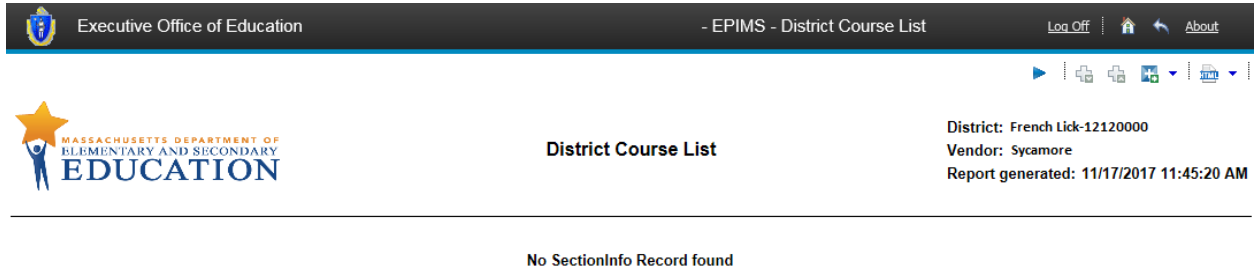 Executive Office of Education - EPIMS - District Course List Log Off About
HTML
MASSACHUSETTS DEPARTMENT OF
ELEMENTARY AND SECONDARY
EDUCATION
District Course List
District: French Lick-12120000
Vendor: Sycamore
Report generated: 11/17/2017 11:45:20 AM
No SectionInfo Record found